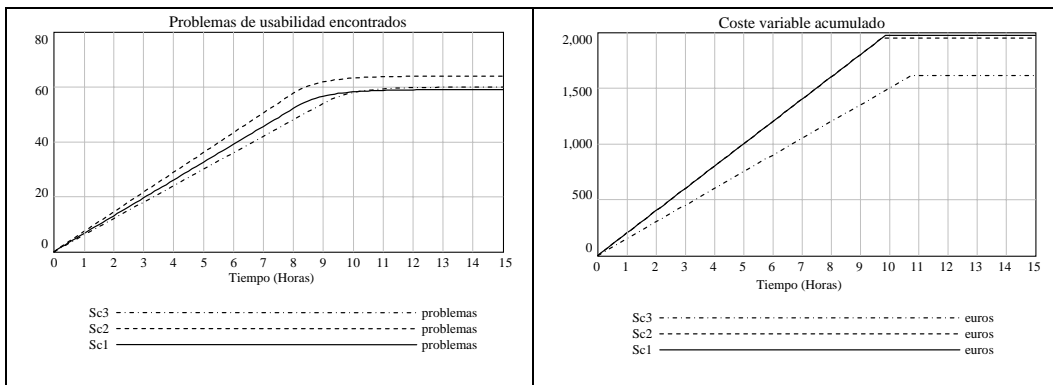 Problemas de usabilidad encontrados
80
60
40
20
0
0 1 2 3 4 5 6 7 8 9 10 11 12 13 14 15
Tiempo (Horas)
Sc3 problemas
Sc2 problemas
Sc1 problemas
Coste variable acumulado
2,000
1,500
1,000
500
0
0 1 2 3 4 5 6 7 8 9 10 11 12 13 14 15
Tiempo (Horas)
Sc3 euros
Sc2 euros
Sc1 euros